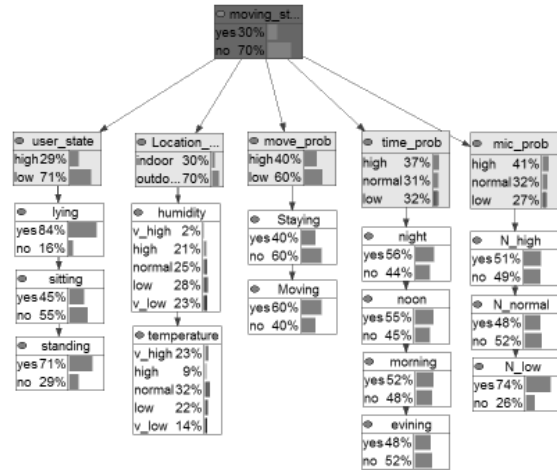 moving_st...
yes 30%
no 70%
user_state
high 29%
low 71%
lying
yes 84%
no 16%
sitting
yes 45%
no 55%
standing
yes 71%
no 29%
Location_...
indoor 30%
outdo... 70%
humidity
v_high 2%
high 21%
normal 25%
low 28%
v_low 23%
temperature
v_high 23%
high 9%
normal 32%
low 22%
v_low 14%
move_prob
high 40%
low 60%
Staying
yes 40%
no 60%
Moving
yes 60%
no 40%
time_prob
high 37%
normal 31%
low 32%
night
yes 56%
no 44%
noon
yes 55%
no 45%
morning
yes 52%
no 48%
evining
yes 48%
no 52%
mic_prob
high 41%
normal 32%
low 27%
N_high
yes 51%
no 49%
N_normal
yes 48%
no 52%
N_low
yes 74%
no 26%